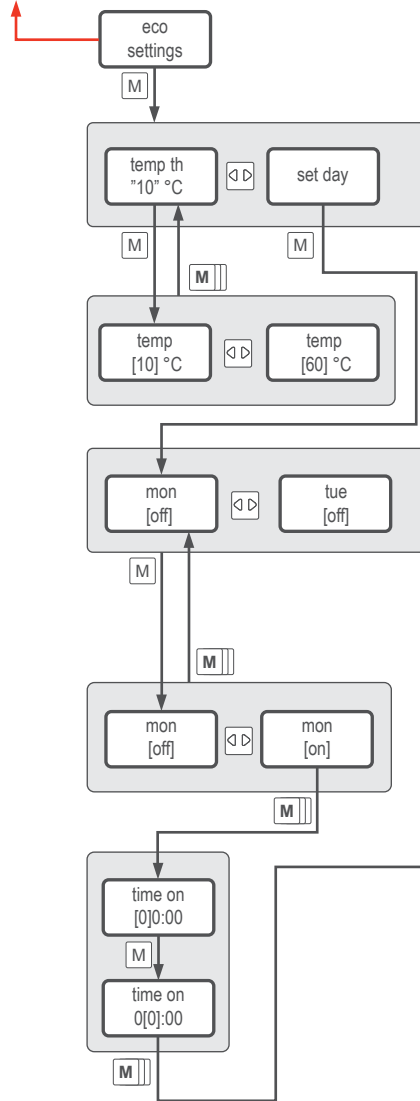 eco
settings
M
temp th
"10" °C
set day
M
M
M
temp
[10] °C
temp
[60] °C
mon
[off]
tue
[off]
M
M
mon
[off]
mon
[on]
M
time on
[0]0:00
M
time on
0[0]:00
M